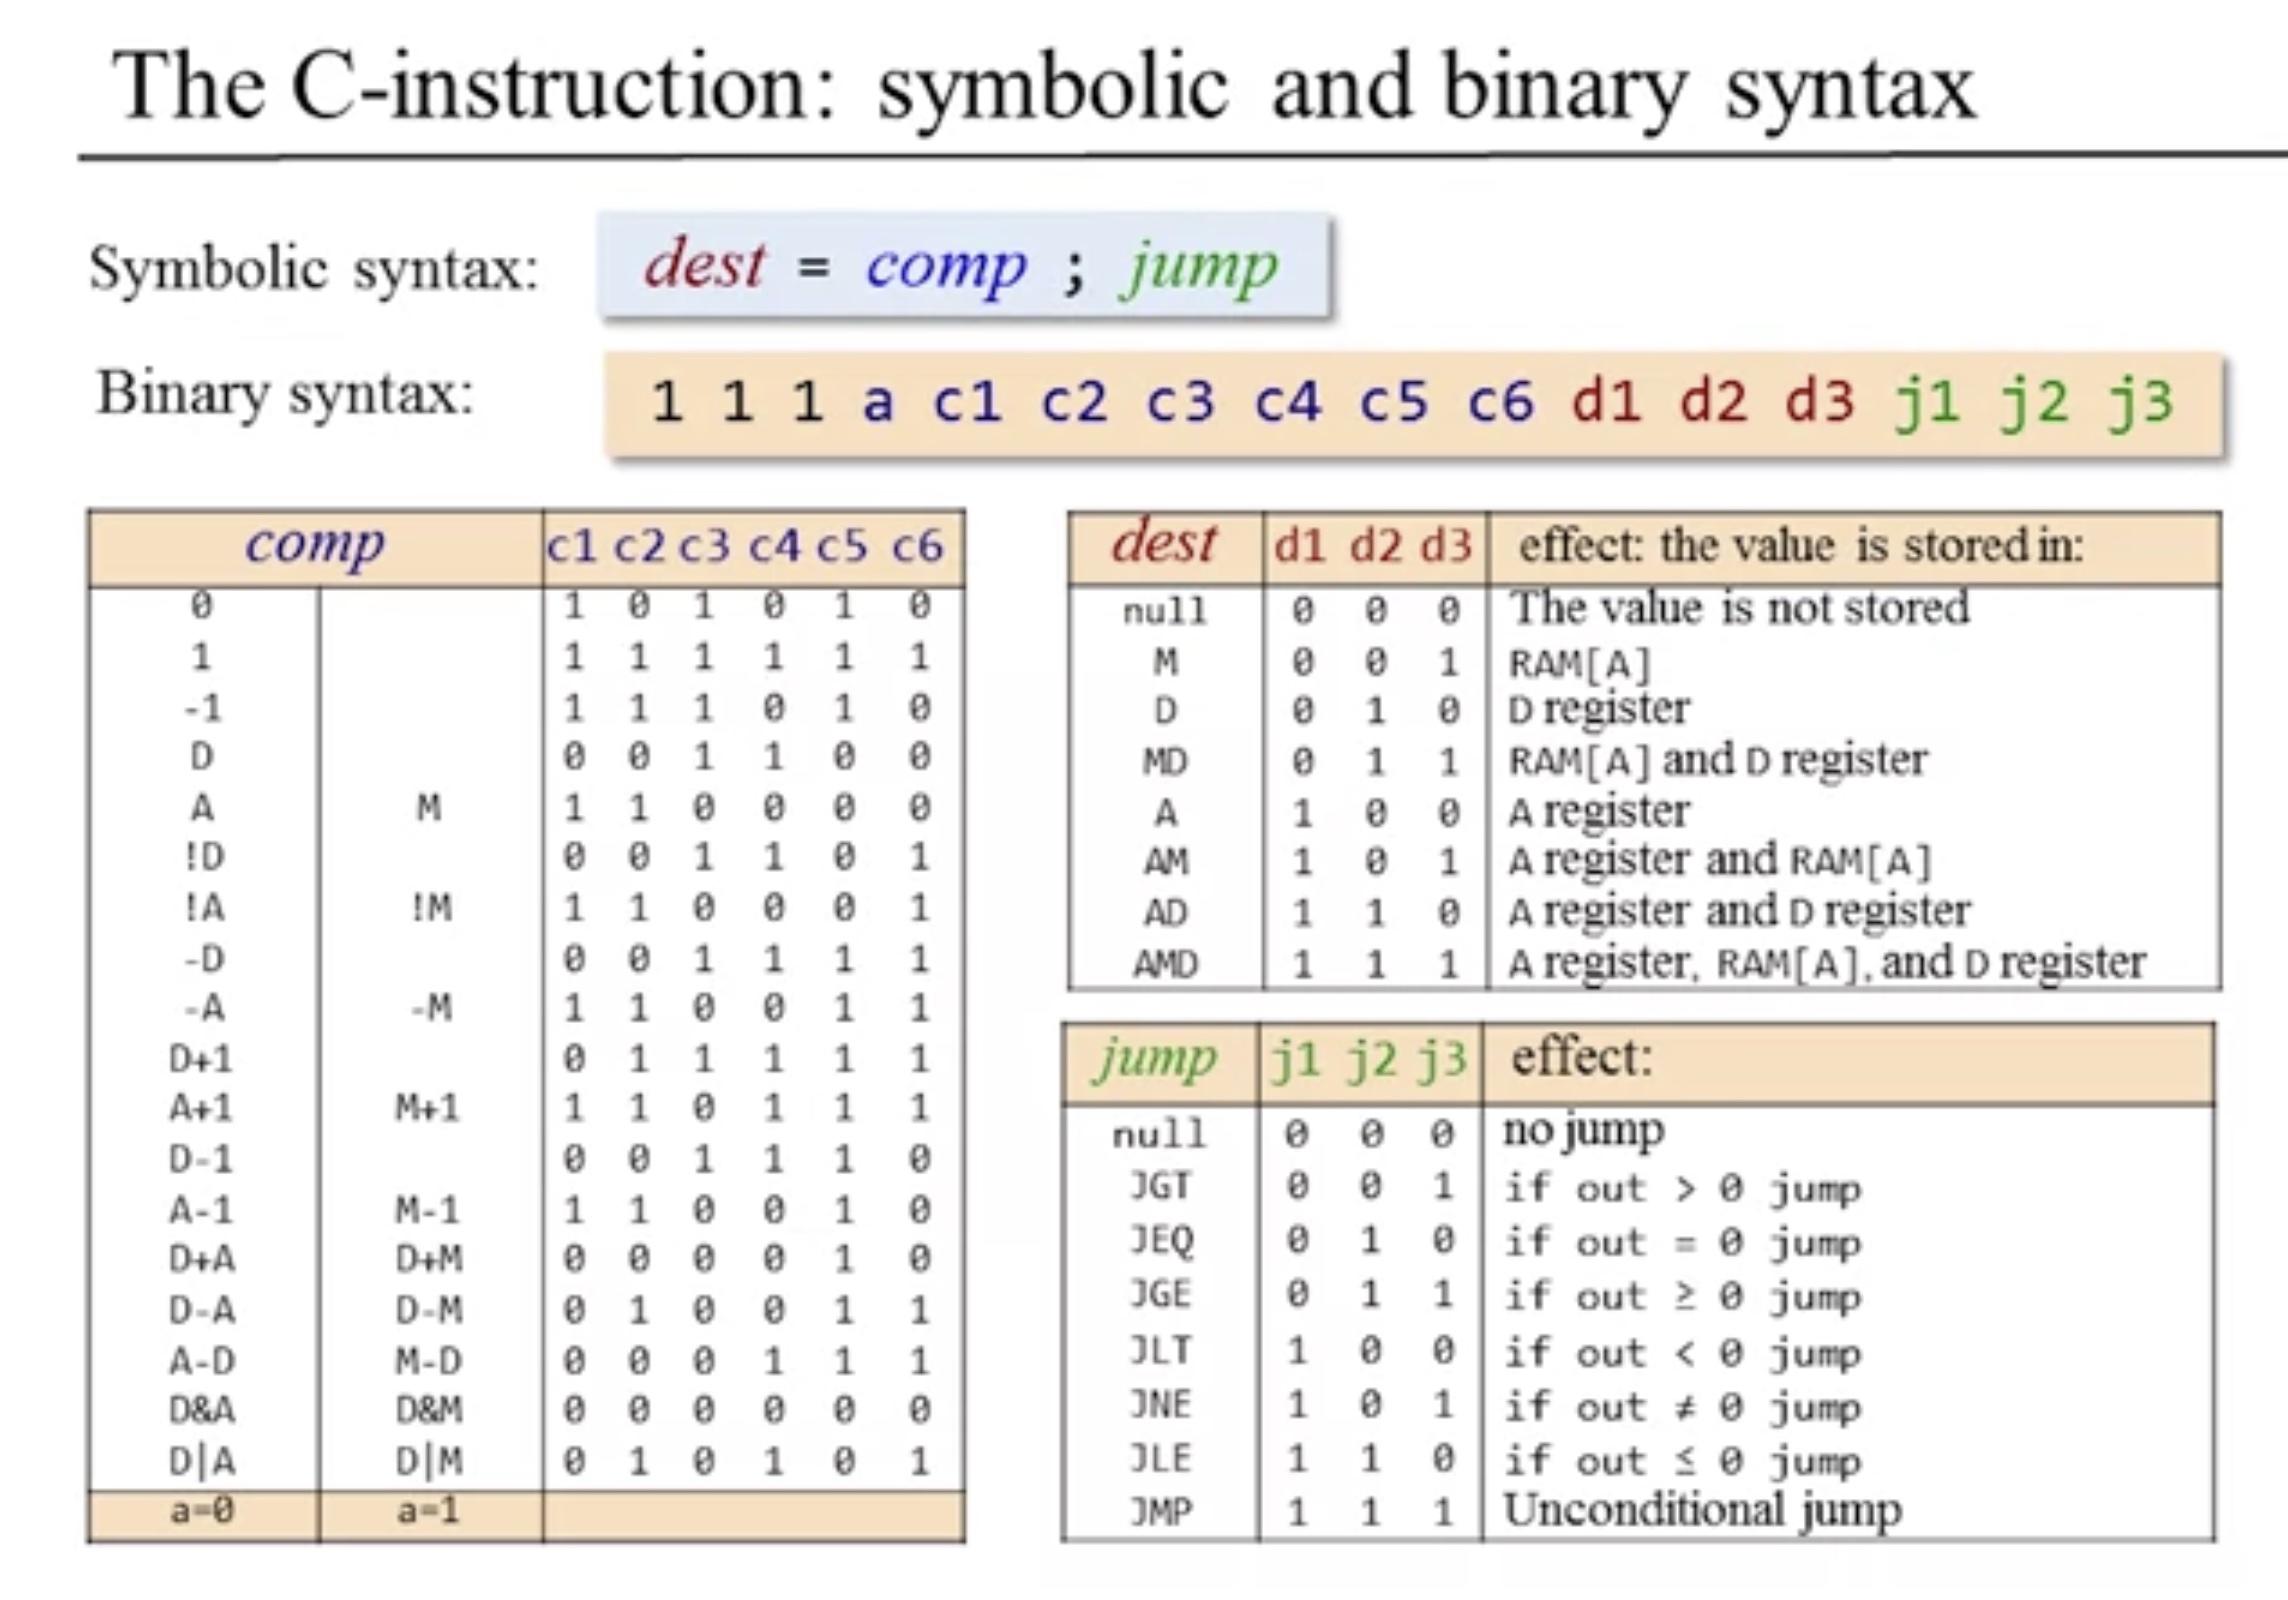 The C-instruction: symbolic and binary syntax
Symbolic syntax: dest = comp ; jump
Binary syntax: 1 1 1 a c1 c2 c3 c4 c5 c6 d1 d2 d3 j1 j2 j3
comp c1 c2 c3 c4 c5 c6
0 1 0 1 0 1 0
1 1 1 1 1 1 1
-1 1 1 1 0 1 0
D 0 0 1 1 0 0
A M 1 1 0 0 0 0
!D 0 0 1 1 0 1
!A !M 1 1 0 0 0 1
-D 0 0 1 1 1 1
-A -M 1 1 0 0 1 1
D+1 0 1 1 1 1 1
A+1 M+1 1 1 0 1 1 1
D-1 0 0 1 1 1 0
A-1 M-1 1 1 0 0 1 0
D+A D+M 0 0 0 0 1 0
D-A D-M 0 1 0 0 1 1
A-D M-D 0 0 0 1 1 1
D&A D&M 0 0 0 0 0 0
D|A D|M 0 1 0 1 0 1
a=0 a=1
dest d1 d2 d3 effect: the value is stored in:
null 0 0 0 The value is not stored
M 0 0 1 RAM[A]
D 0 1 0 D register
MD 0 1 1 RAM[A] and D register
A 1 0 0 A register
AM 1 0 1 A register and RAM[A]
AD 1 1 0 A register and D register
AMD 1 1 1 A register, RAM[A], and D register
jump j1 j2 j3 effect:
null 0 0 0 no jump
JGT 0 0 1 if out > 0 jump
JEQ 0 1 0 if out = 0 jump
JGE 0 1 1 if out ≥ 0 jump
JLT 1 0 0 if out < 0 jump
JNE 1 0 1 if out ≠ 0 jump
JLE 1 1 0 if out ≤ 0 jump
JMP 1 1 1 Unconditional jump